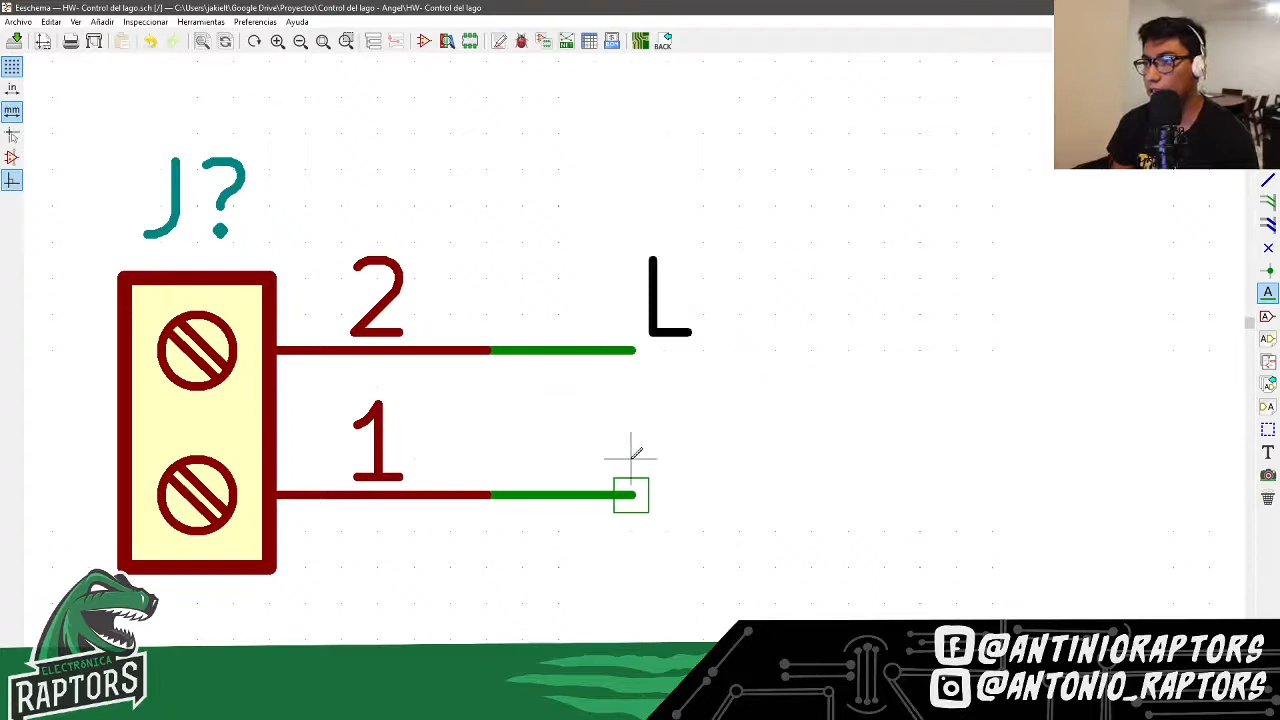 Eeschema — HW- Control del lago.sch [/] — C:\Users\jakielt\Google Drive\Proyectos\Control del lago - Angel\HW- Control del lago
Archivo Editar Ver Añadir Inspeccionar Herramientas Preferencias Ayuda
BOM BACK
in
mm
J?
2 L
1
ELECTRÓNICA
RAPTORS
@ANTINIORAPTORS
@ANTONIO_RAPTORS